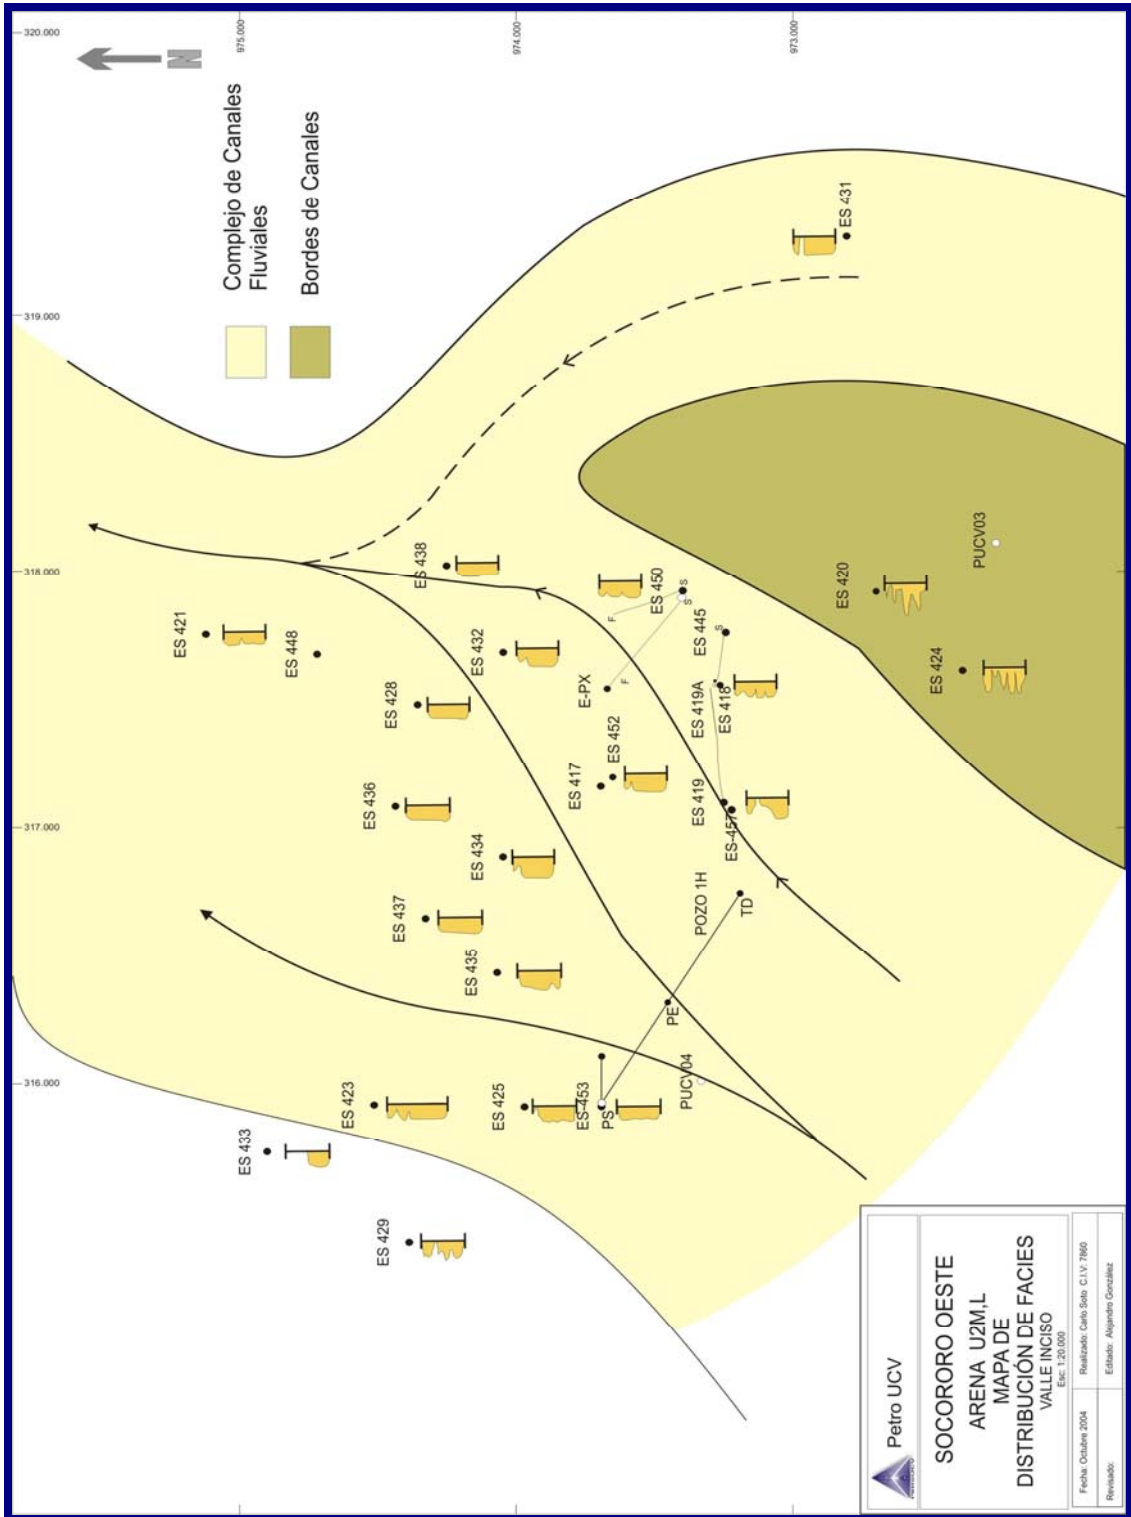 320.000
319.000
318.000
317.000
316.000
975.000
974.000
973.000
N
Complejo de Canales
Fluviales
Bordes de Canales
ES 431
ES 438
ES 421
ES 448
ES 450
S
S
F
F
ES 420
PUCV03
ES 432
ES 445
S
ES 428
E-PX
ES 419A
ES 418
ES 424
ES 452
ES 417
ES 436
ES 419
ES-457
ES 434
ES 437
POZO 1H
TD
ES 435
PE
ES 423
ES 425
ES-453
PS
PUCV04
ES 433
ES 429
Petro UCV
SOCORORO OESTE
ARENA U2M,L
MAPA DE
DISTRIBUCIÓN DE FACIES
VALLE INCISO
Esc: 1:20.000
Fecha: Octubre 2004
Realizado: Carlo Soto C.I.V: 7860
Revisado:
Editado: Alejandro González